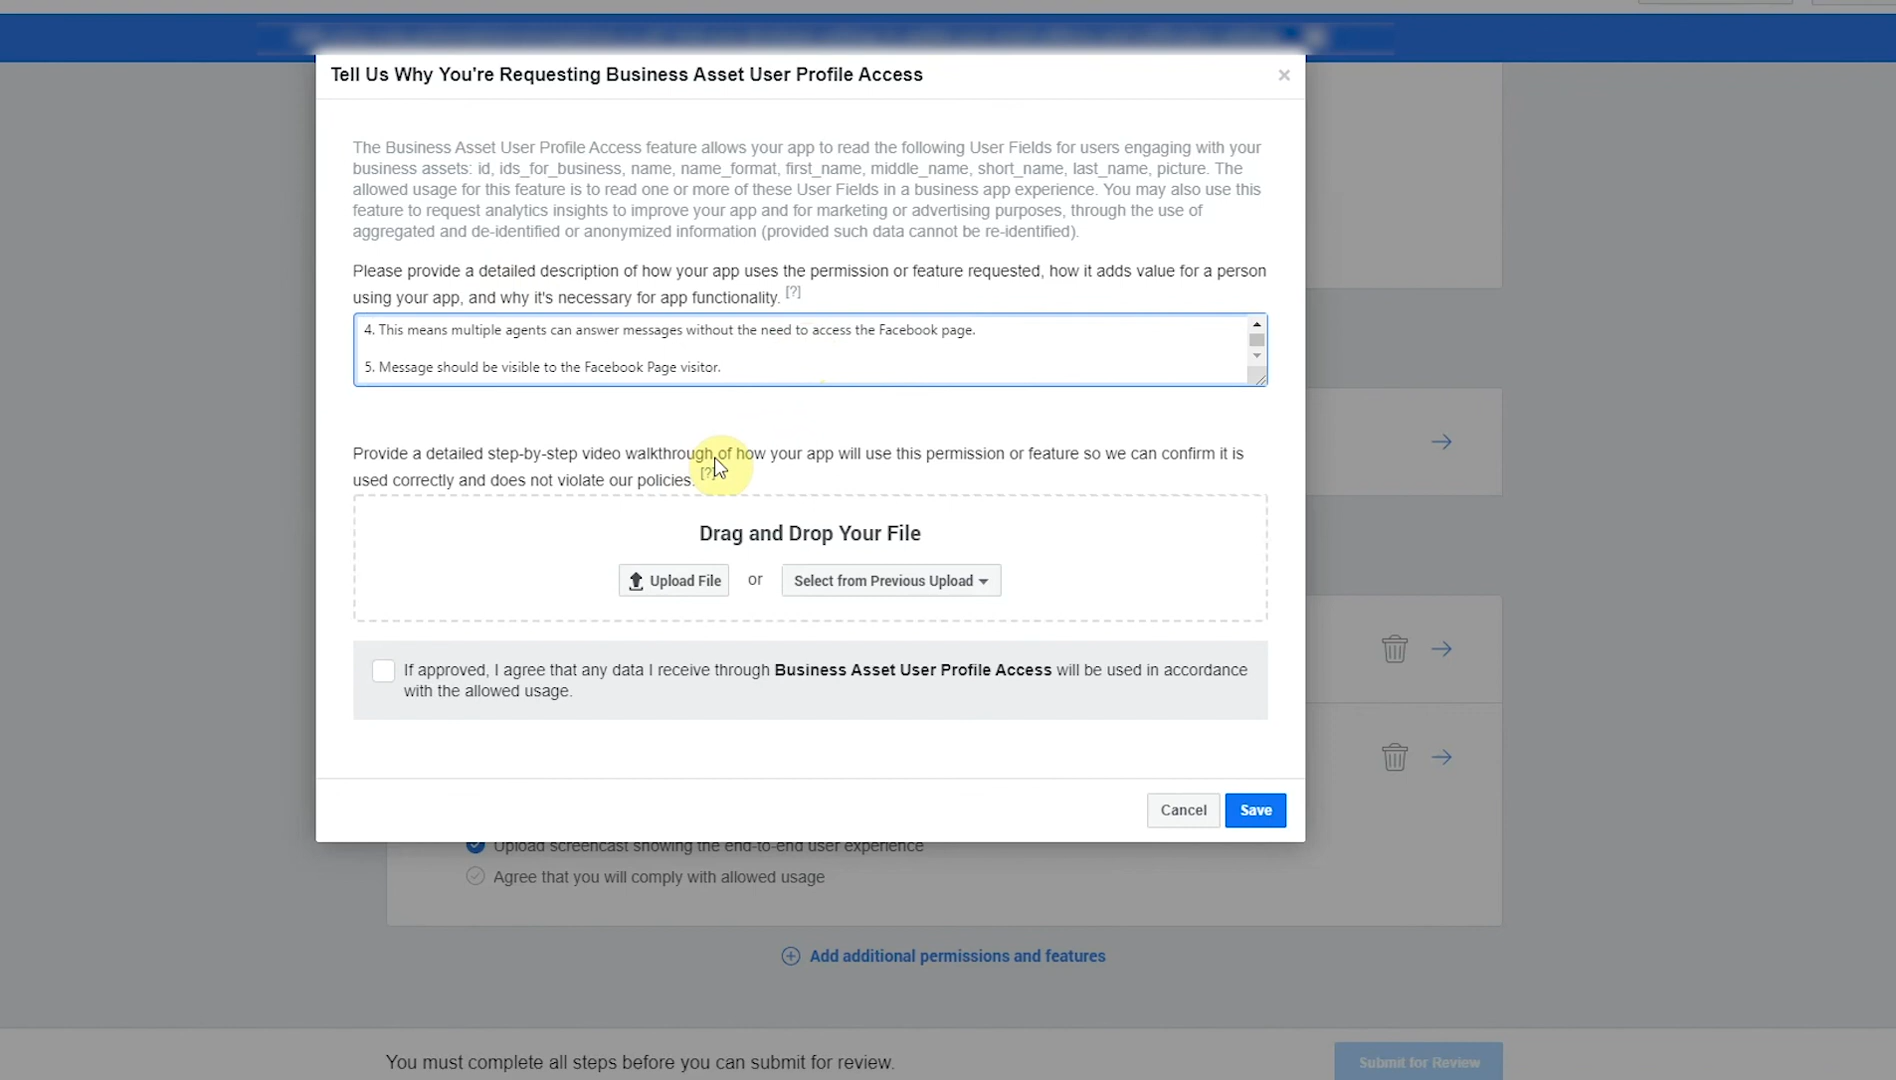 Tell Us Why You're Requesting Business Asset User Profile Access
×
The Business Asset User Profile Access feature allows your app to read the following User Fields for users engaging with your
business assets: id, ids_for_business, name, name_format, first_name, middle_name, short_name, last_name, picture. The
allowed usage for this feature is to read one or more of these User Fields in a business app experience. You may also use this
feature to request analytics insights to improve your app and for marketing or advertising purposes, through the use of
aggregated and de-identified or anonymized information (provided such data cannot be re-identified).
Please provide a detailed description of how your app uses the permission or feature requested, how it adds value for a person
using your app, and why it's necessary for app functionality. [?]
4. This means multiple agents can answer messages without the need to access the Facebook page.
5. Message should be visible to the Facebook Page visitor.
Provide a detailed step-by-step video walkthrough of how your app will use this permission or feature so we can confirm it is
used correctly and does not violate our policies. [?]
Drag and Drop Your File
Upload File or Select from Previous Upload
If approved, I agree that any data I receive through Business Asset User Profile Access will be used in accordance
with the allowed usage.
Cancel Save
Upload screencast showing the end-to-end user experience
Agree that you will comply with allowed usage
Add additional permissions and features
You must complete all steps before you can submit for review.
Submit for Review